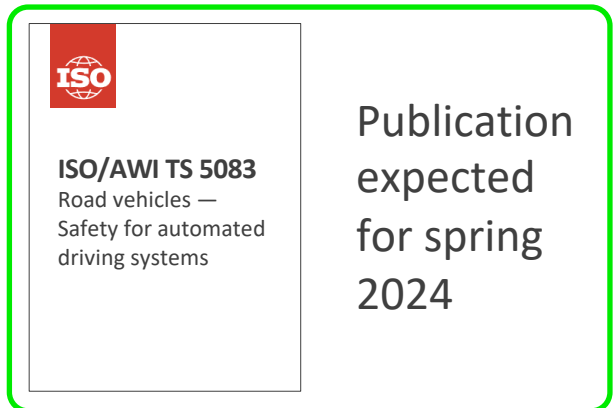 ISO
ISO/AWI TS 5083
Road vehicles —
Safety for automated
driving systems
Publication
expected
for spring
2024